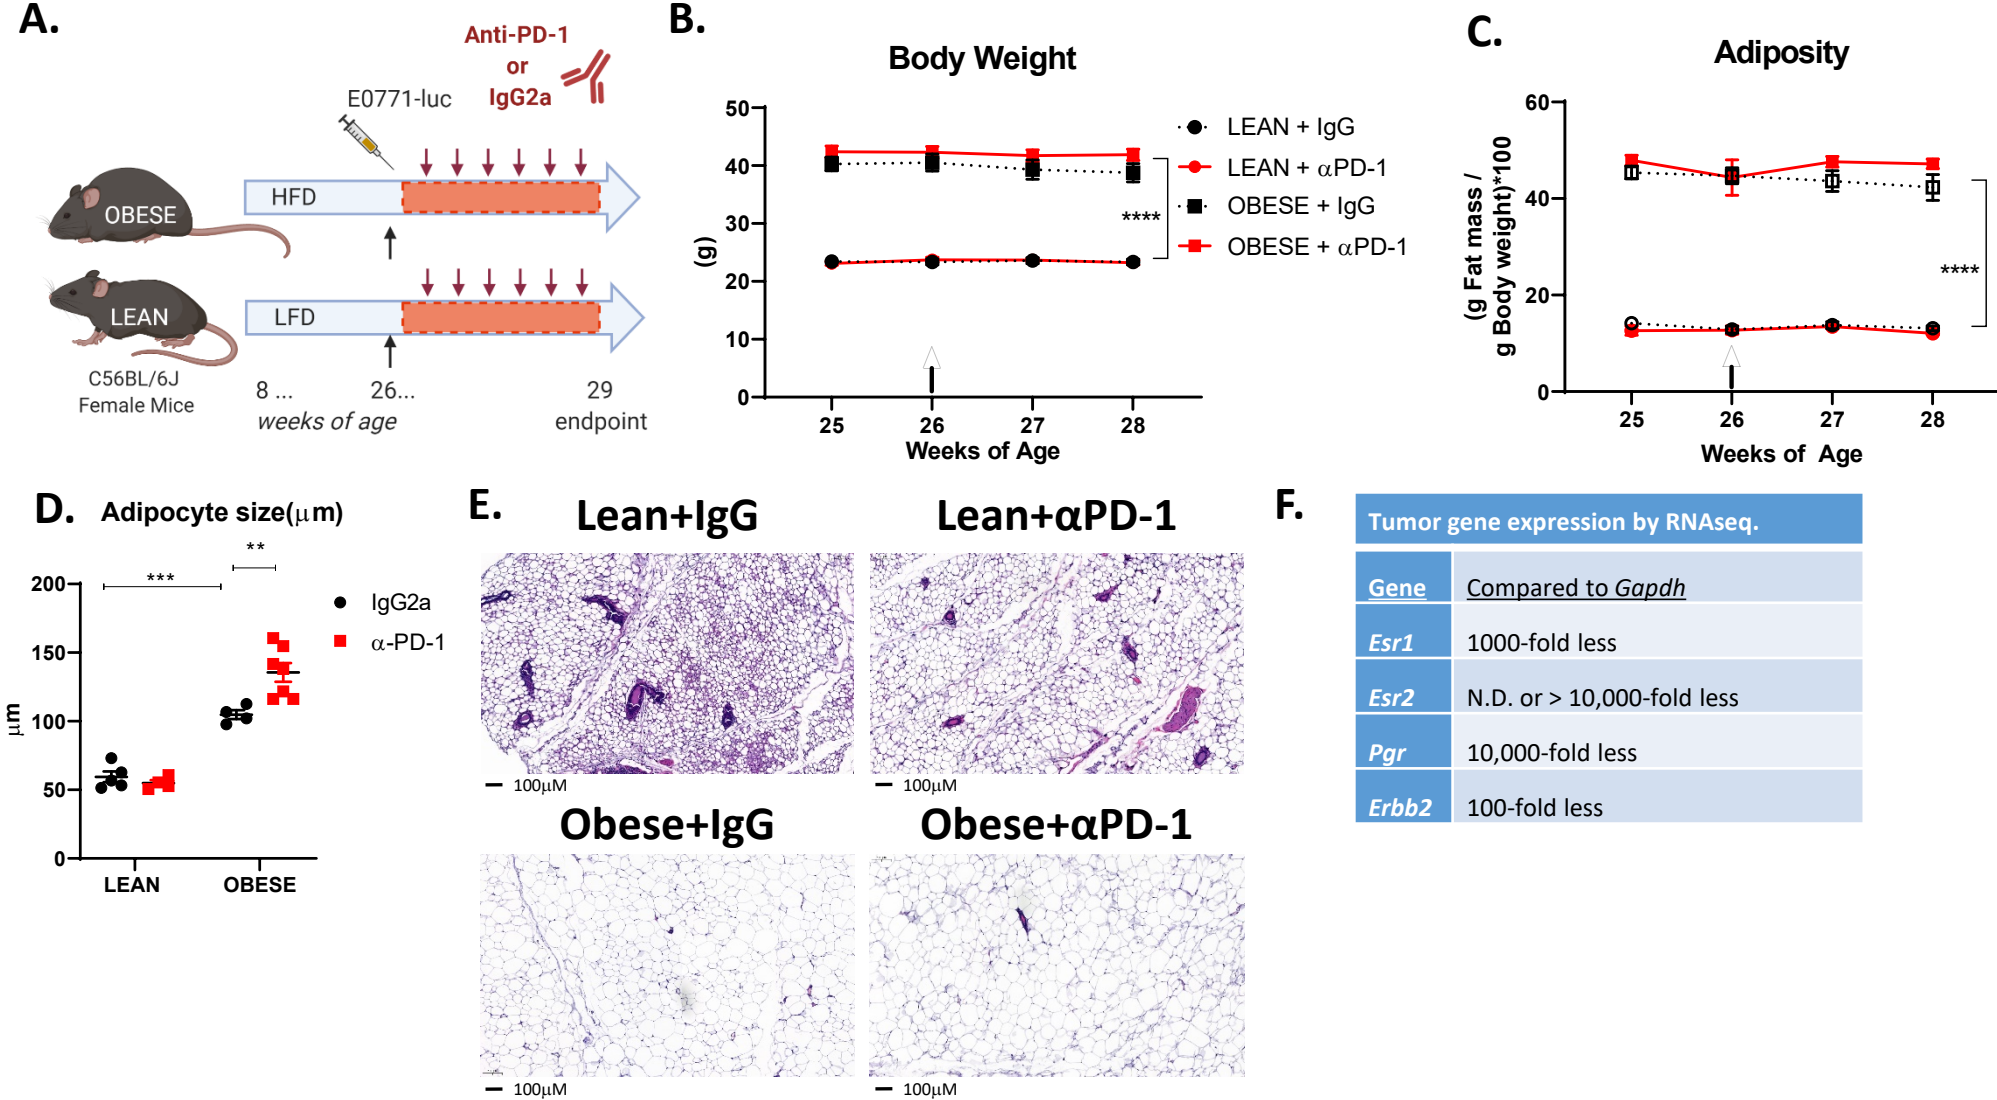 A.
Anti-PD-1
or
IgG2a
E0771-luc
OBESE
HFD
LEAN
LFD
C56BL/6J
Female Mice
8 ...
26...
29
weeks of age
endpoint
B.
Body Weight
50
40
30
20
10
0
(g)
25
26
27
28
Weeks of Age
****
LEAN + IgG
LEAN + αPD-1
OBESE + IgG
OBESE + αPD-1
C.
Adiposity
(g Fat mass /
g Body weight)*100
60
40
20
0
25
26
27
28
Weeks of Age
****
D.
Adipocyte size(μm)
**
***
200
150
100
50
0
μm
LEAN
OBESE
IgG2a
α-PD-1
E.
Lean+IgG
Lean+αPD-1
100μM
100μM
Obese+IgG
Obese+αPD-1
100μM
100μM
F.
Tumor gene expression by RNAseq.
Gene Compared to Gapdh
Esr1 1000-fold less
Esr2 N.D. or > 10,000-fold less
Pgr 10,000-fold less
Erbb2 100-fold less